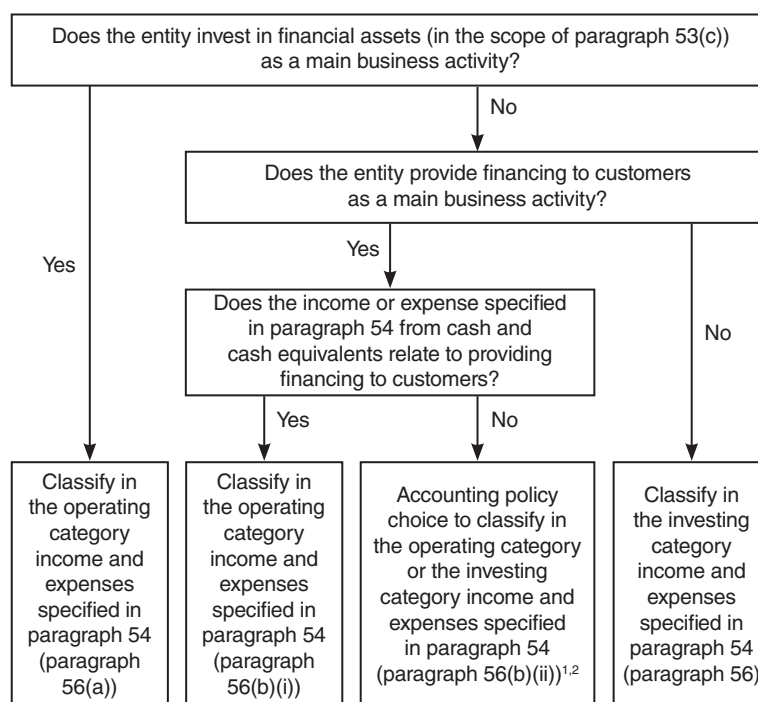 Does the entity invest in financial assets (in the scope of paragraph 53(c))
as a main business activity?
No
Does the entity provide financing to customers
as a main business activity?
Yes
Yes
Does the income or expense specified
in paragraph 54 from cash and
cash equivalents relate to providing
financing to customers?
No
Yes
No
Classify in
the operating
category
income and
expenses
specified in
paragraph 54
(paragraph
56(a))
Classify in
the operating
category
income and
expenses
specified in
paragraph 54
(paragraph
56(b)(i))
Accounting policy
choice to classify in
the operating category
or the investing
category income and
expenses specified
in paragraph 54
(paragraph 56(b)(ii))1,2
Classify in
the investing
category
income and
expenses
specified in
paragraph 54
(paragraph 56)